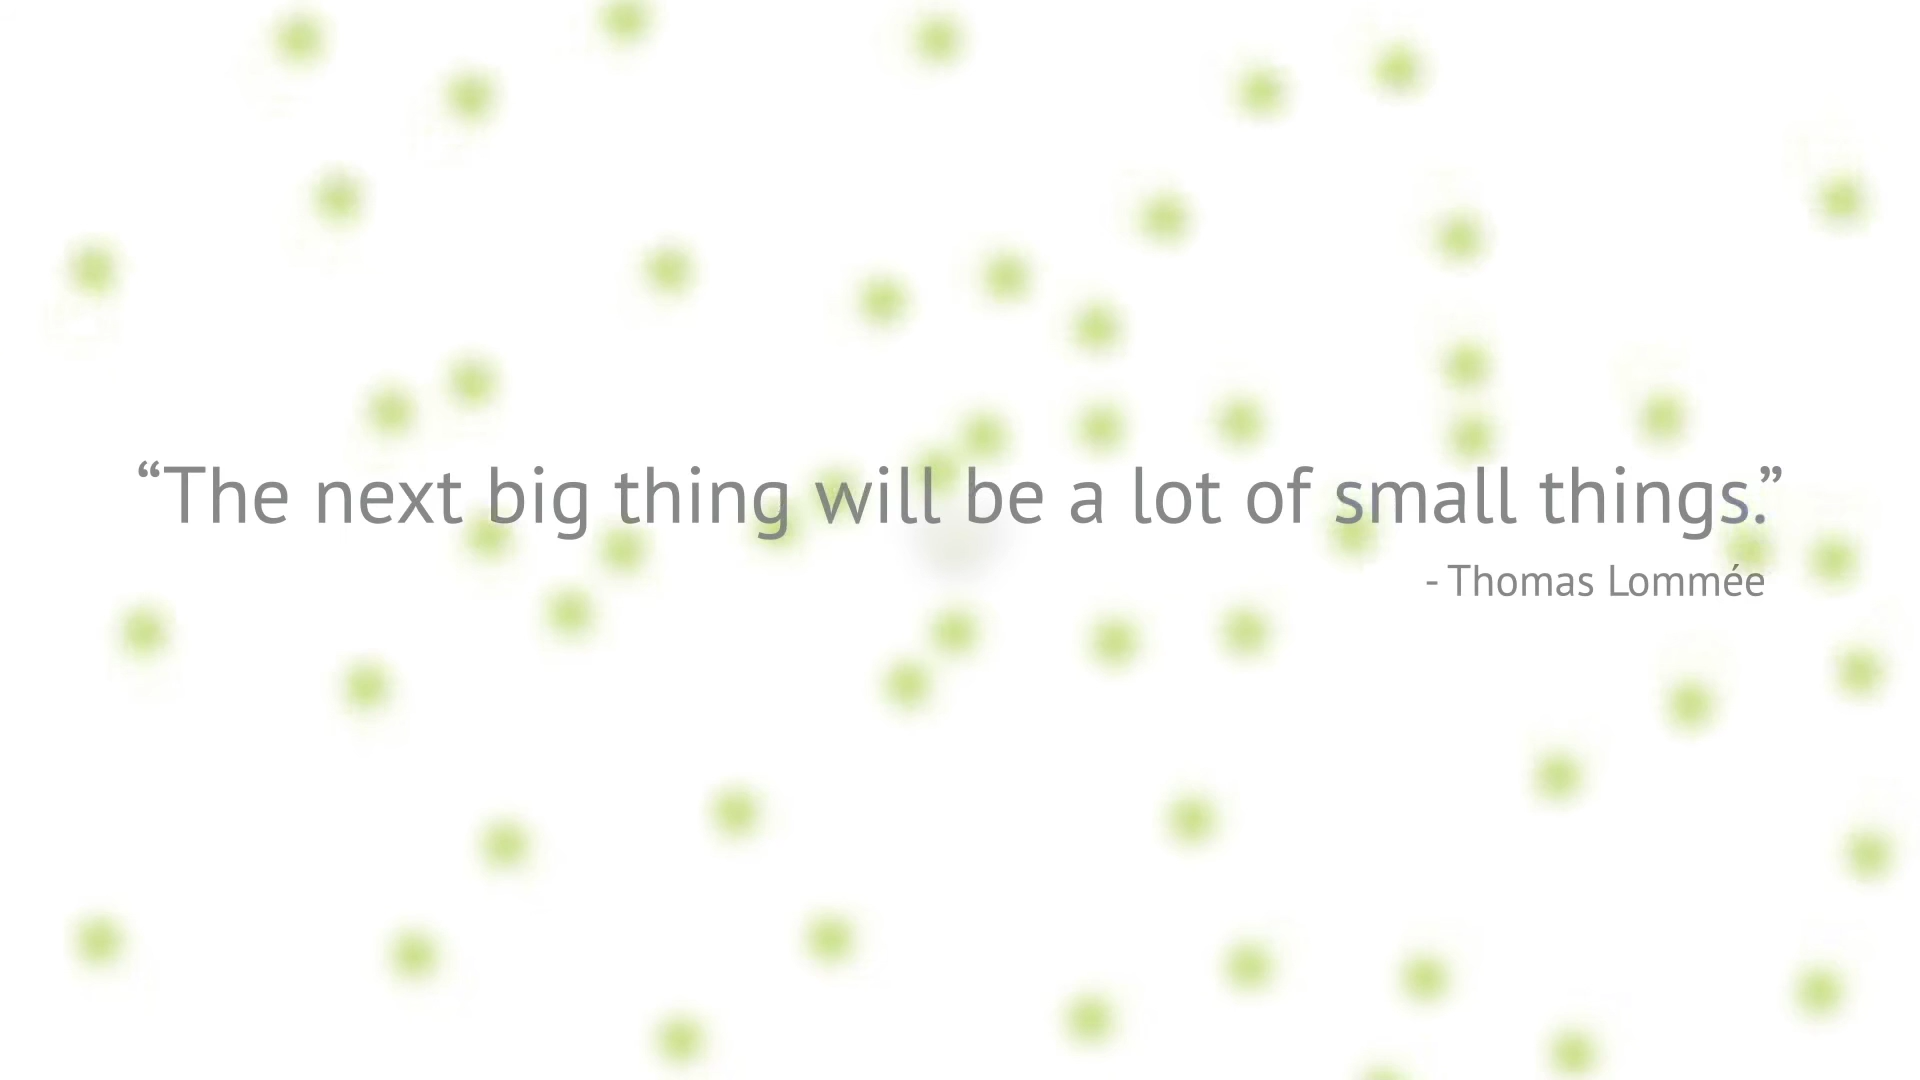 “The next big thing will be a lot of small things.”
- Thomas Lommée